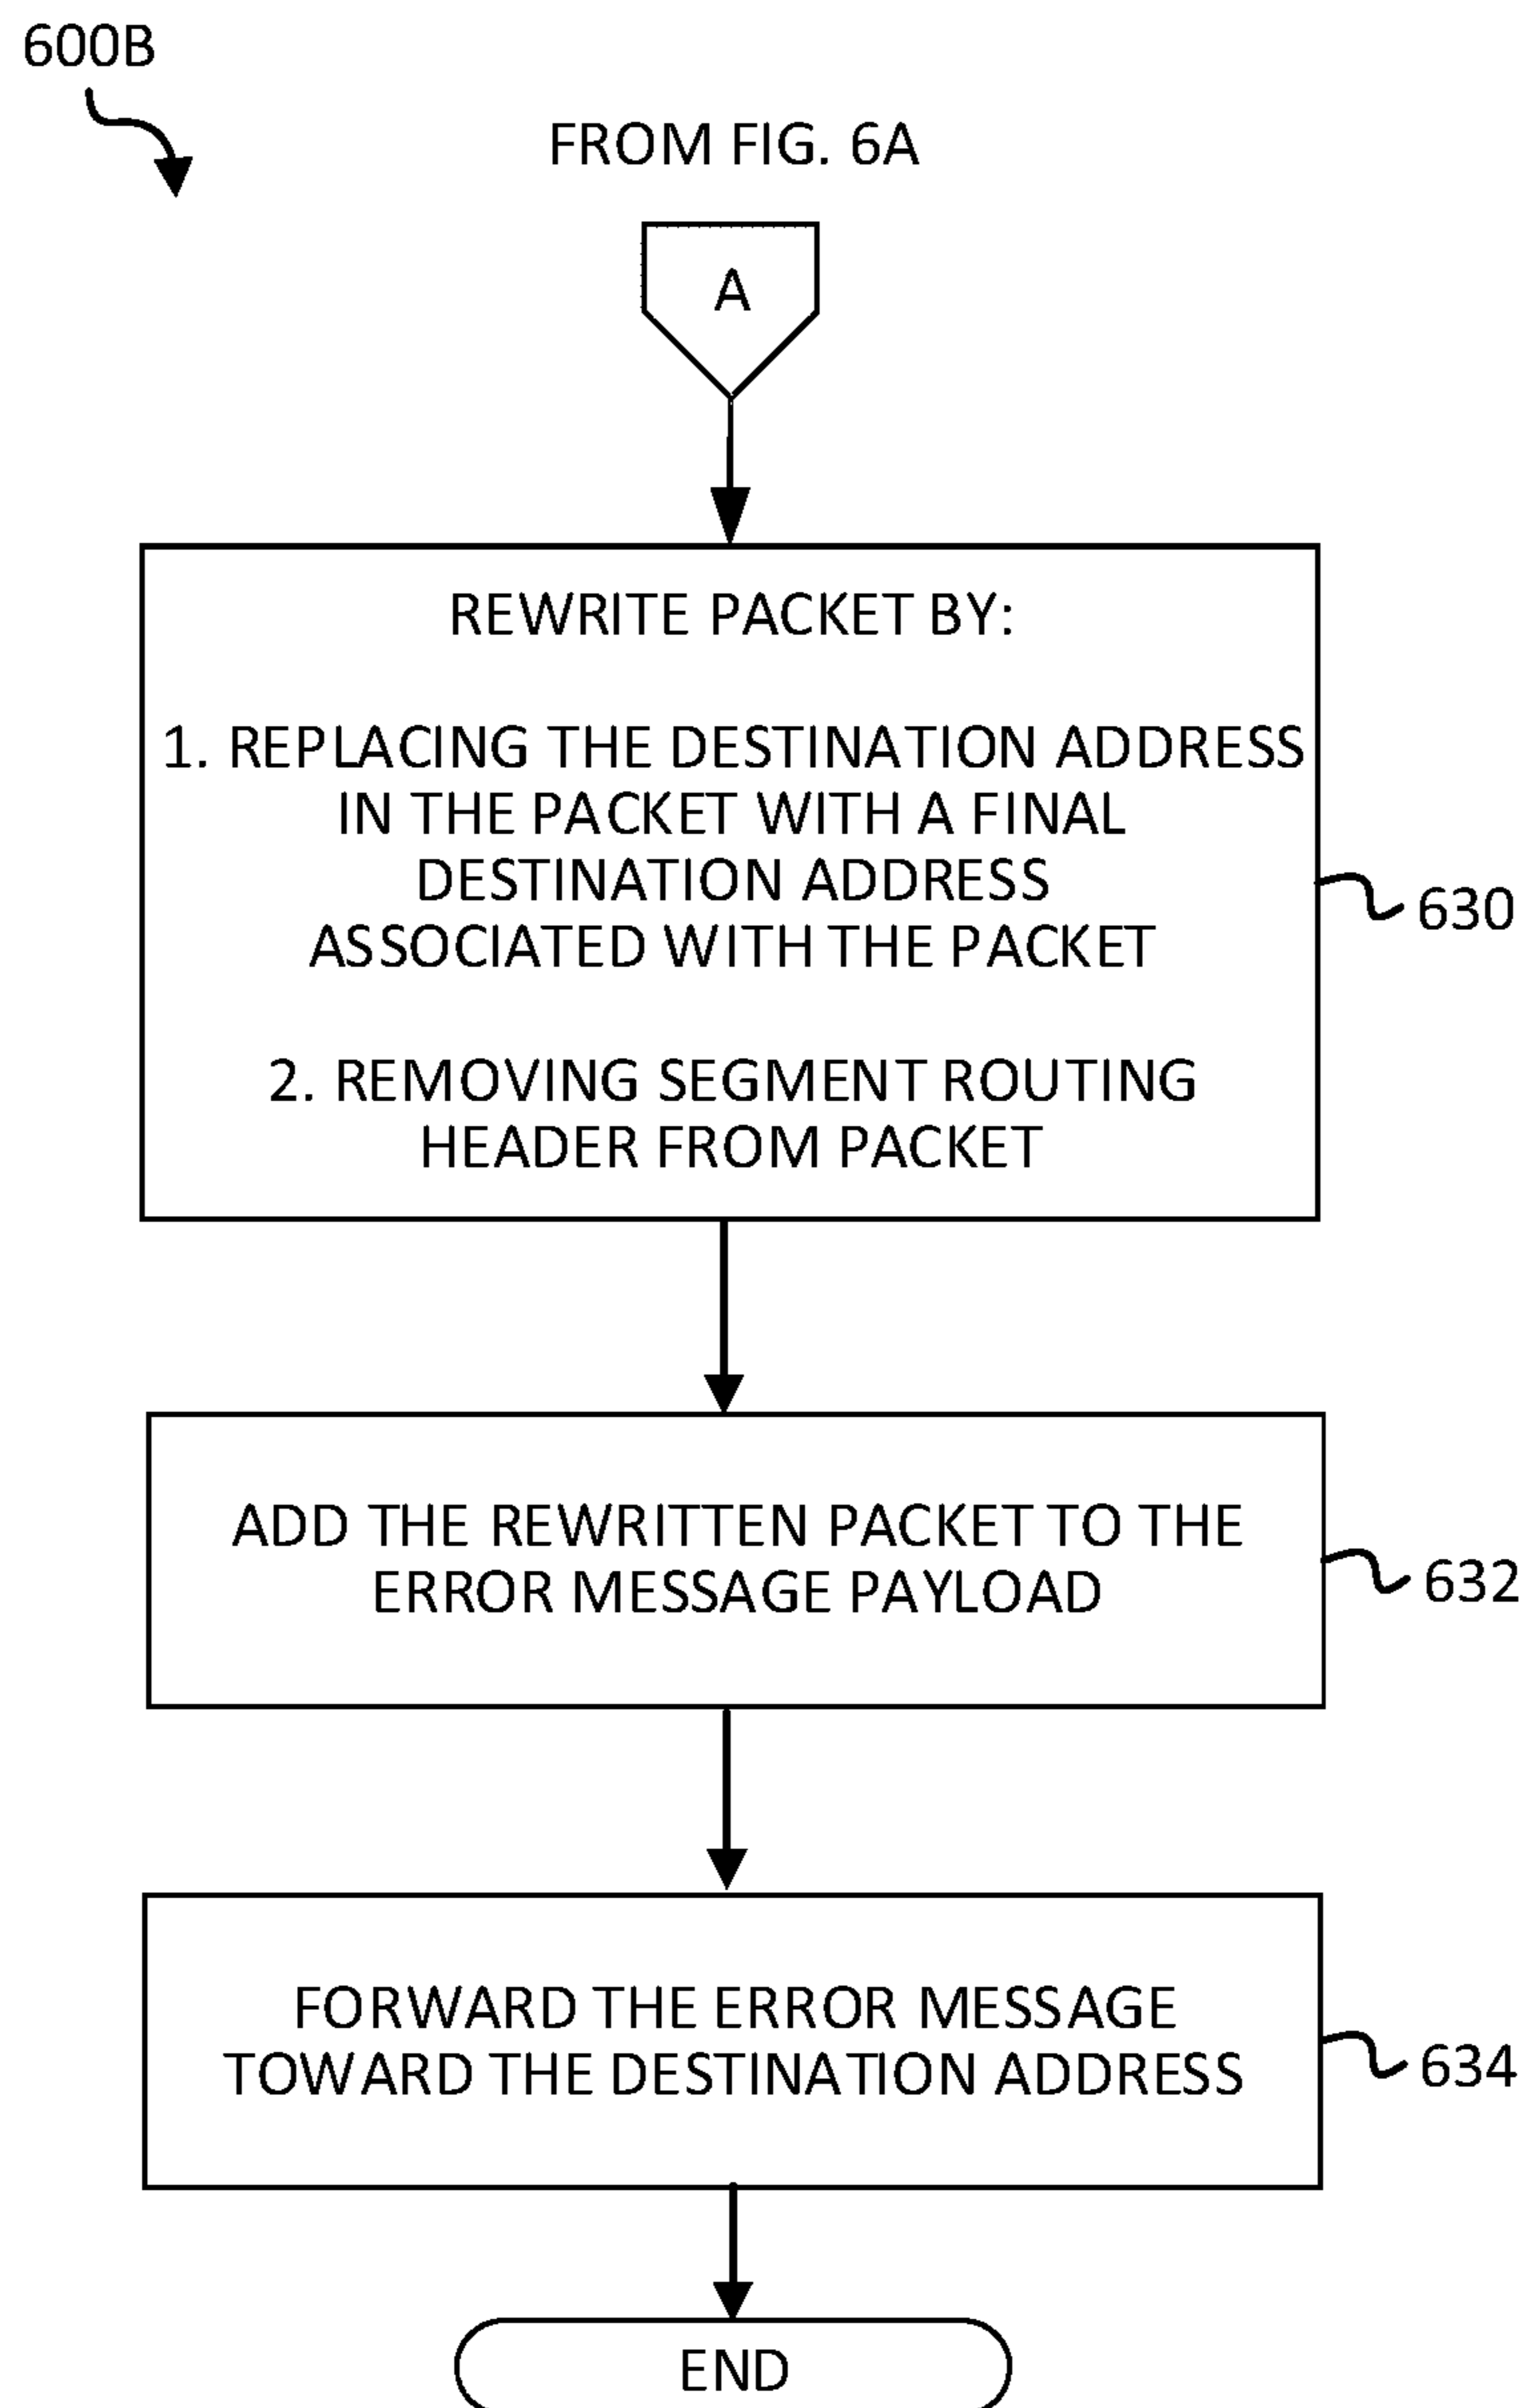 600B
FROM FIG. 6A
A
REWRITE PACKET BY:
1. REPLACING THE DESTINATION ADDRESS
IN THE PACKET WITH A FINAL
DESTINATION ADDRESS
ASSOCIATED WITH THE PACKET
630
2. REMOVING SEGMENT ROUTING
HEADER FROM PACKET
ADD THE REWRITTEN PACKET TO THE
ERROR MESSAGE PAYLOAD
632
FORWARD THE ERROR MESSAGE
TOWARD THE DESTINATION ADDRESS
634
END